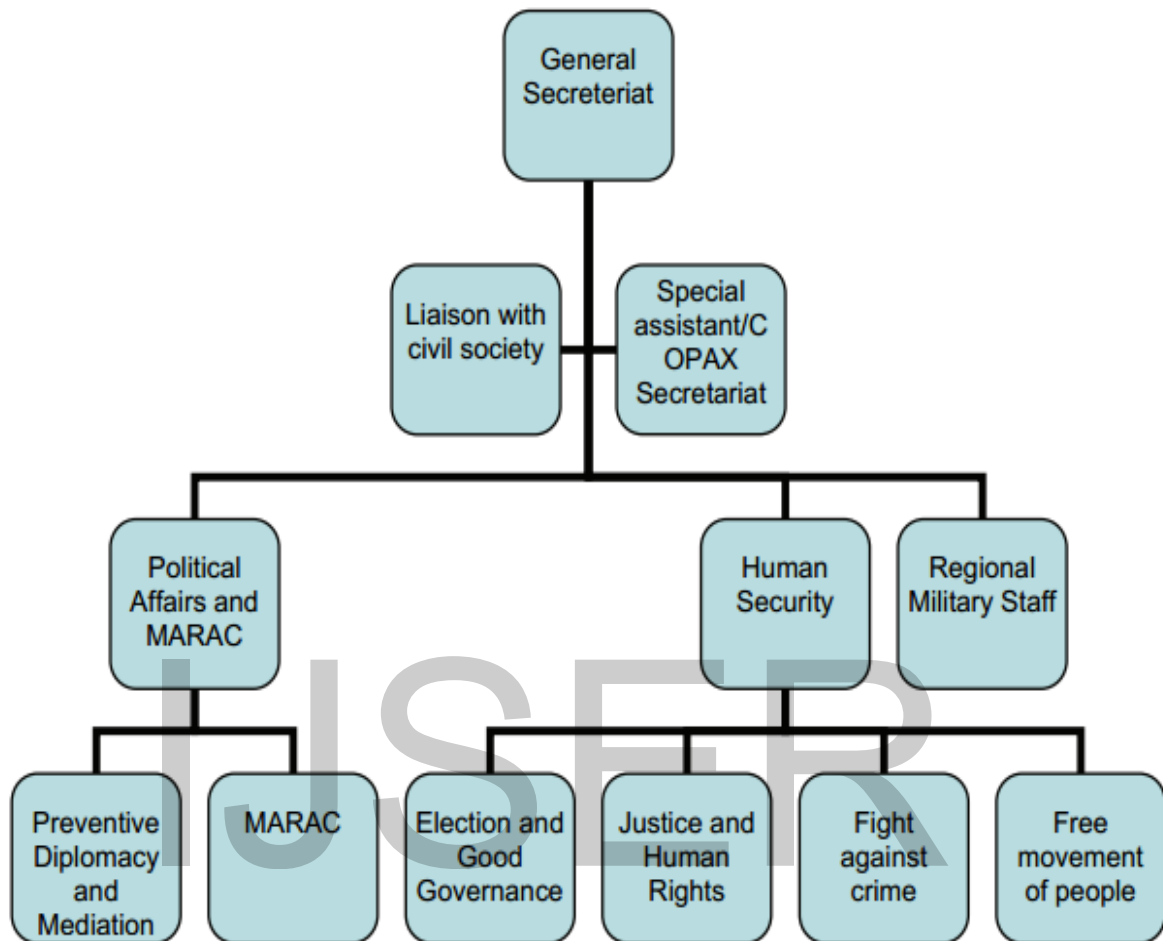 General
Secreteriat
Liaison with
civil society
Special
assistant/C
OPAX
Secretariat
Political
Affairs and
MARAC
Human
Security
Regional
Military Staff
Preventive
Diplomacy
and
Mediation
MARAC
Election and
Good
Governance
Justice and
Human
Rights
Fight
against
crime
Free
movement
of people
IJSER